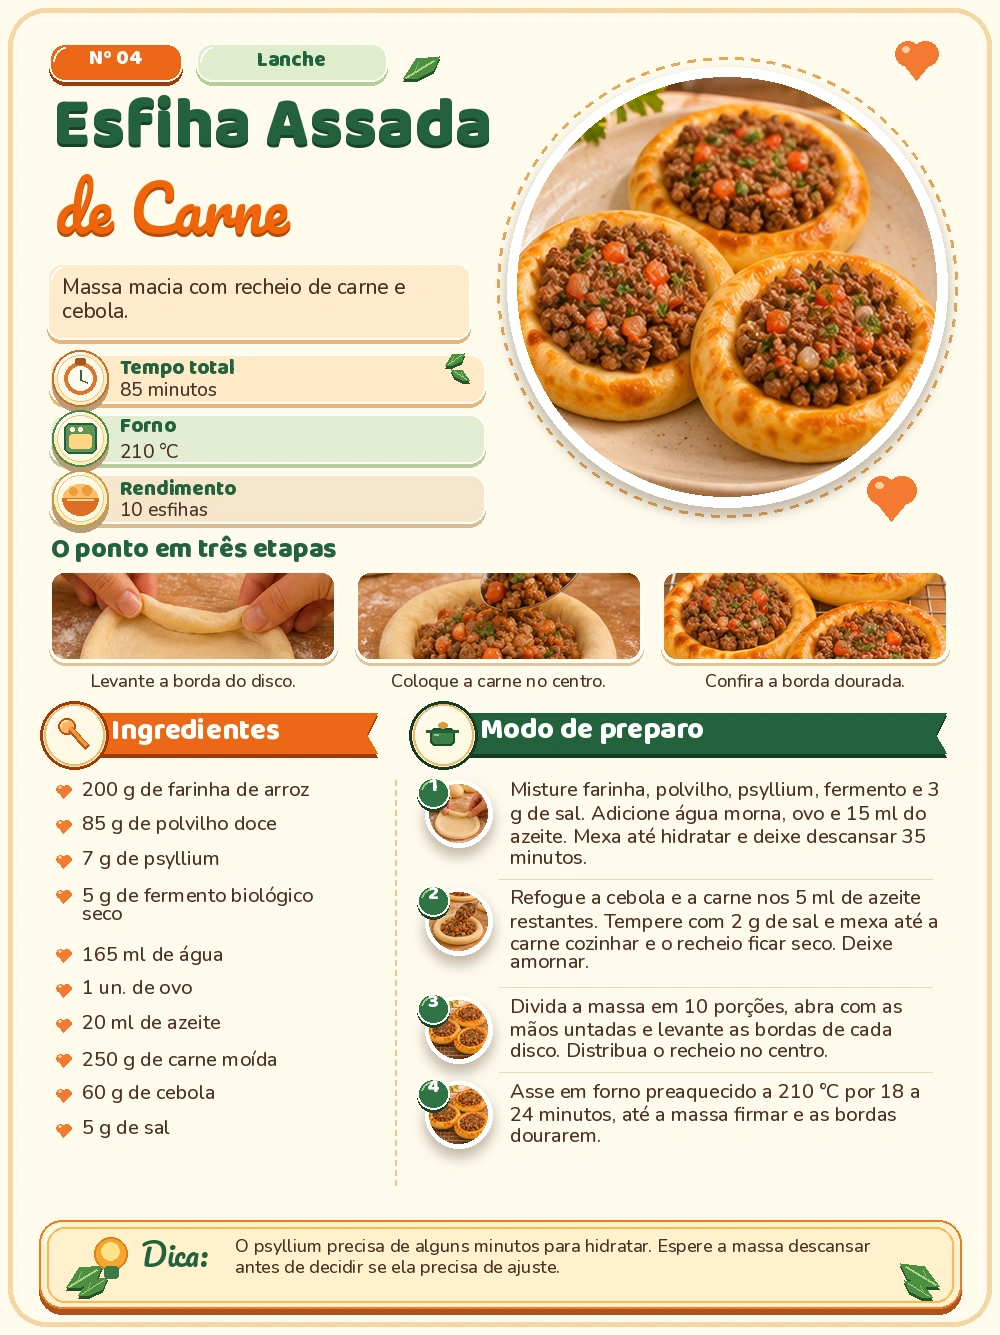 Nº 04
Lanche
Esfiha Assada
de Carne
Massa macia com recheio de carne e
cebola.
Tempo total
85 minutos
Forno
210 °C
Rendimento
10 esfihas
O ponto em três etapas
Levante a borda do disco.
Coloque a carne no centro.
Confira a borda dourada.
Ingredientes
200 g de farinha de arroz
85 g de polvilho doce
7 g de psyllium
5 g de fermento biológico
seco
165 ml de água
1 un. de ovo
20 ml de azeite
250 g de carne moída
60 g de cebola
5 g de sal
Modo de preparo
1
Misture farinha, polvilho, psyllium, fermento e 3
g de sal. Adicione água morna, ovo e 15 ml do
azeite. Mexa até hidratar e deixe descansar 35
minutos.
2
Refogue a cebola e a carne nos 5 ml de azeite
restantes. Tempere com 2 g de sal e mexa até a
carne cozinhar e o recheio ficar seco. Deixe
amornar.
3
Divida a massa em 10 porções, abra com as
mãos untadas e levante as bordas de cada
disco. Distribua o recheio no centro.
4
Asse em forno preaquecido a 210 °C por 18 a
24 minutos, até a massa firmar e as bordas
dourarem.
Dica:
O psyllium precisa de alguns minutos para hidratar. Espere a massa descansar
antes de decidir se ela precisa de ajuste.